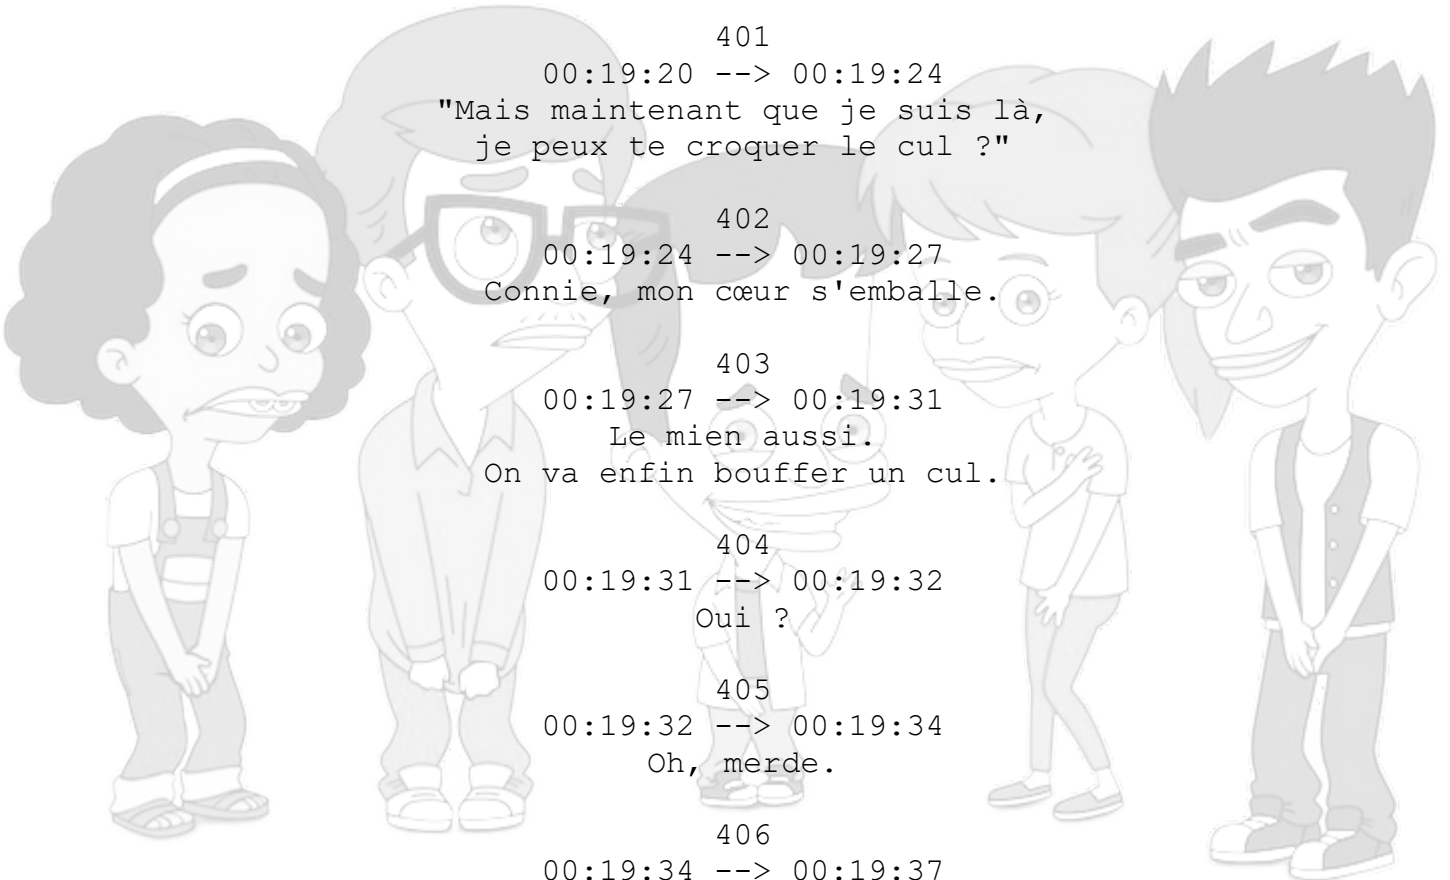 401
00:19:20 --> 00:19:24
"Mais maintenant que je suis là,
je peux te croquer le cul ?"
402
00:19:24 --> 00:19:27
Connie, mon cœur s'emballe.
403
00:19:27 --> 00:19:31
Le mien aussi.
On va enfin bouffer un cul.
404
00:19:31 --> 00:19:32
Oui ?
405
00:19:32 --> 00:19:34
Oh, merde.
406
00:19:34 --> 00:19:37